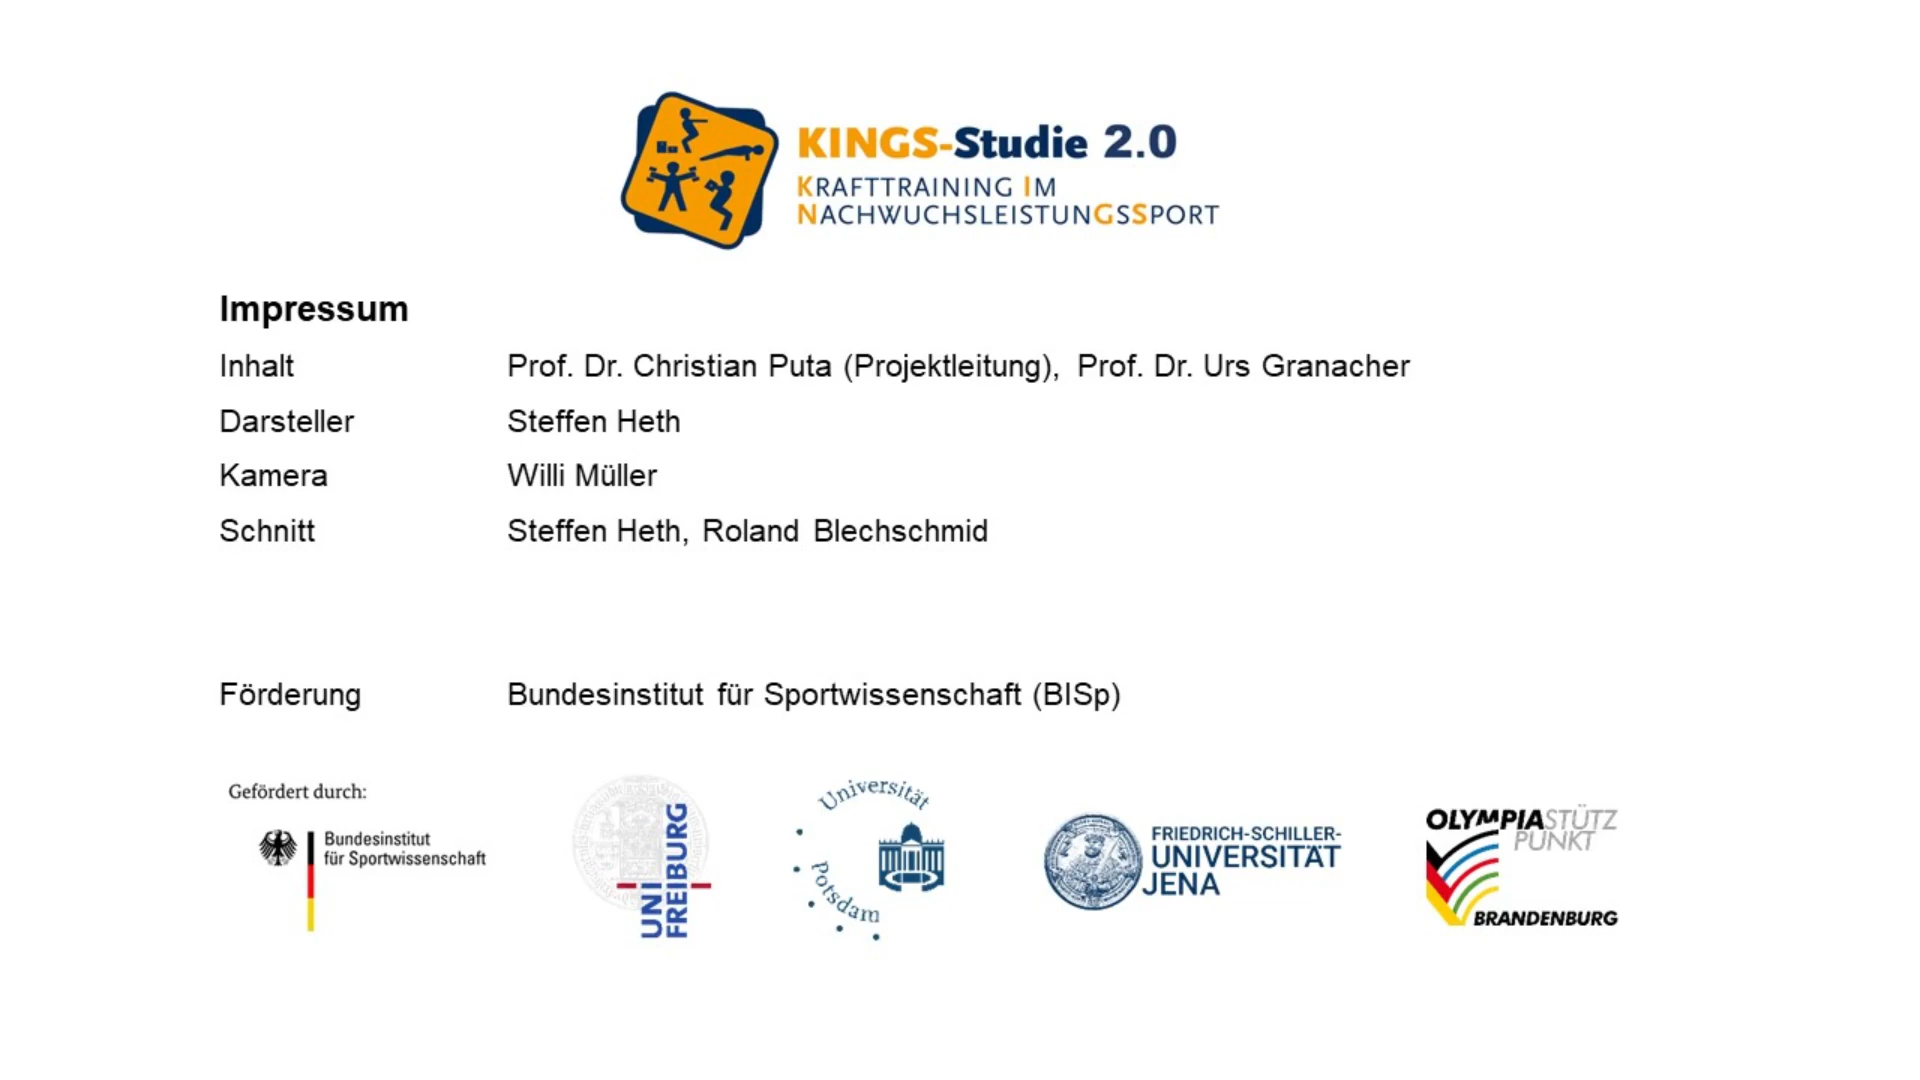 KINGS-Studie 2.0
KRAFTTRAINING IM
NACHWUCHSLEISTUNGSSPORT
Impressum
Inhalt Prof. Dr. Christian Puta (Projektleitung), Prof. Dr. Urs Granacher
Darsteller Steffen Heth
Kamera Willi Müller
Schnitt Steffen Heth, Roland Blechschmid
Förderung Bundesinstitut für Sportwissenschaft (BISp)
Gefördert durch:
Bundesinstitut
für Sportwissenschaft
UNI
FREIBURG
Universität
Potsdam
FRIEDRICH-SCHILLER-
UNIVERSITÄT
JENA
OLYMPIASTÜTZ
PUNKT
BRANDENBURG